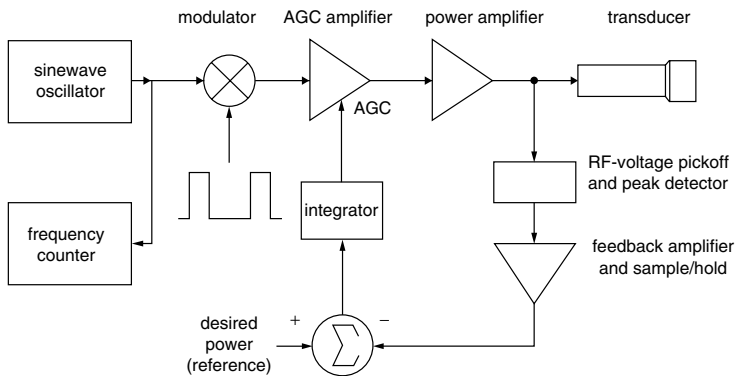 modulator
AGC amplifier
power amplifier
transducer
sinewave
oscillator
AGC
RF-voltage pickoff
and peak detector
integrator
frequency
counter
feedback amplifier
and sample/hold
desired
power
(reference)
+
Σ
−